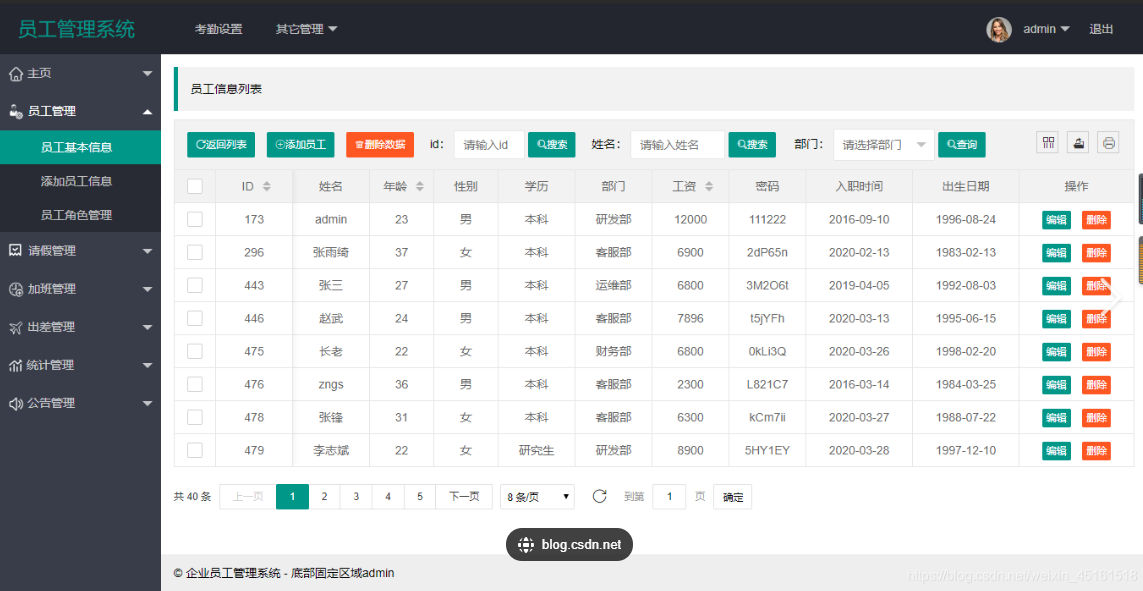 员工管理系统 考勤设置 其它管理 admin 退出
主页
员工管理
员工基本信息
添加员工信息
员工角色管理
请假管理
加班管理
出差管理
统计管理
公告管理
员工信息列表
返回列表 添加员工 删除数据 id: 请输入id 搜索 姓名: 请输入姓名 搜索 部门: 请选择部门 查询
ID 姓名 年龄 性别 学历 部门 工资 密码 入职时间 出生日期 操作
173 admin 23 男 本科 研发部 12000 111222 2016-09-10 1996-08-24 编辑 删除
296 张雨绮 37 女 本科 客服部 6900 2dP65n 2020-02-13 1983-02-13 编辑 删除
443 张三 27 男 本科 运维部 6800 3M2O6t 2019-04-05 1992-08-03 编辑 删除
446 赵武 24 男 本科 客服部 7896 t5jYFh 2020-03-13 1995-06-15 编辑 删除
475 长老 22 女 本科 财务部 6800 0kLi3Q 2020-03-26 1998-02-20 编辑 删除
476 zngs 36 男 本科 客服部 2300 L821C7 2016-03-14 1984-03-25 编辑 删除
478 张锋 31 女 本科 客服部 6300 kCm7ii 2020-03-27 1988-07-22 编辑 删除
479 李志斌 22 女 研究生 研发部 8900 5HY1EY 2020-03-28 1997-12-10 编辑 删除
共 40 条 上一页 1 2 3 4 5 下一页 8 条/页 到第 1 页 确定
blog.csdn.net
© 企业员工管理系统 - 底部固定区域admin
https://blog.csdn.net/weixin_45161518